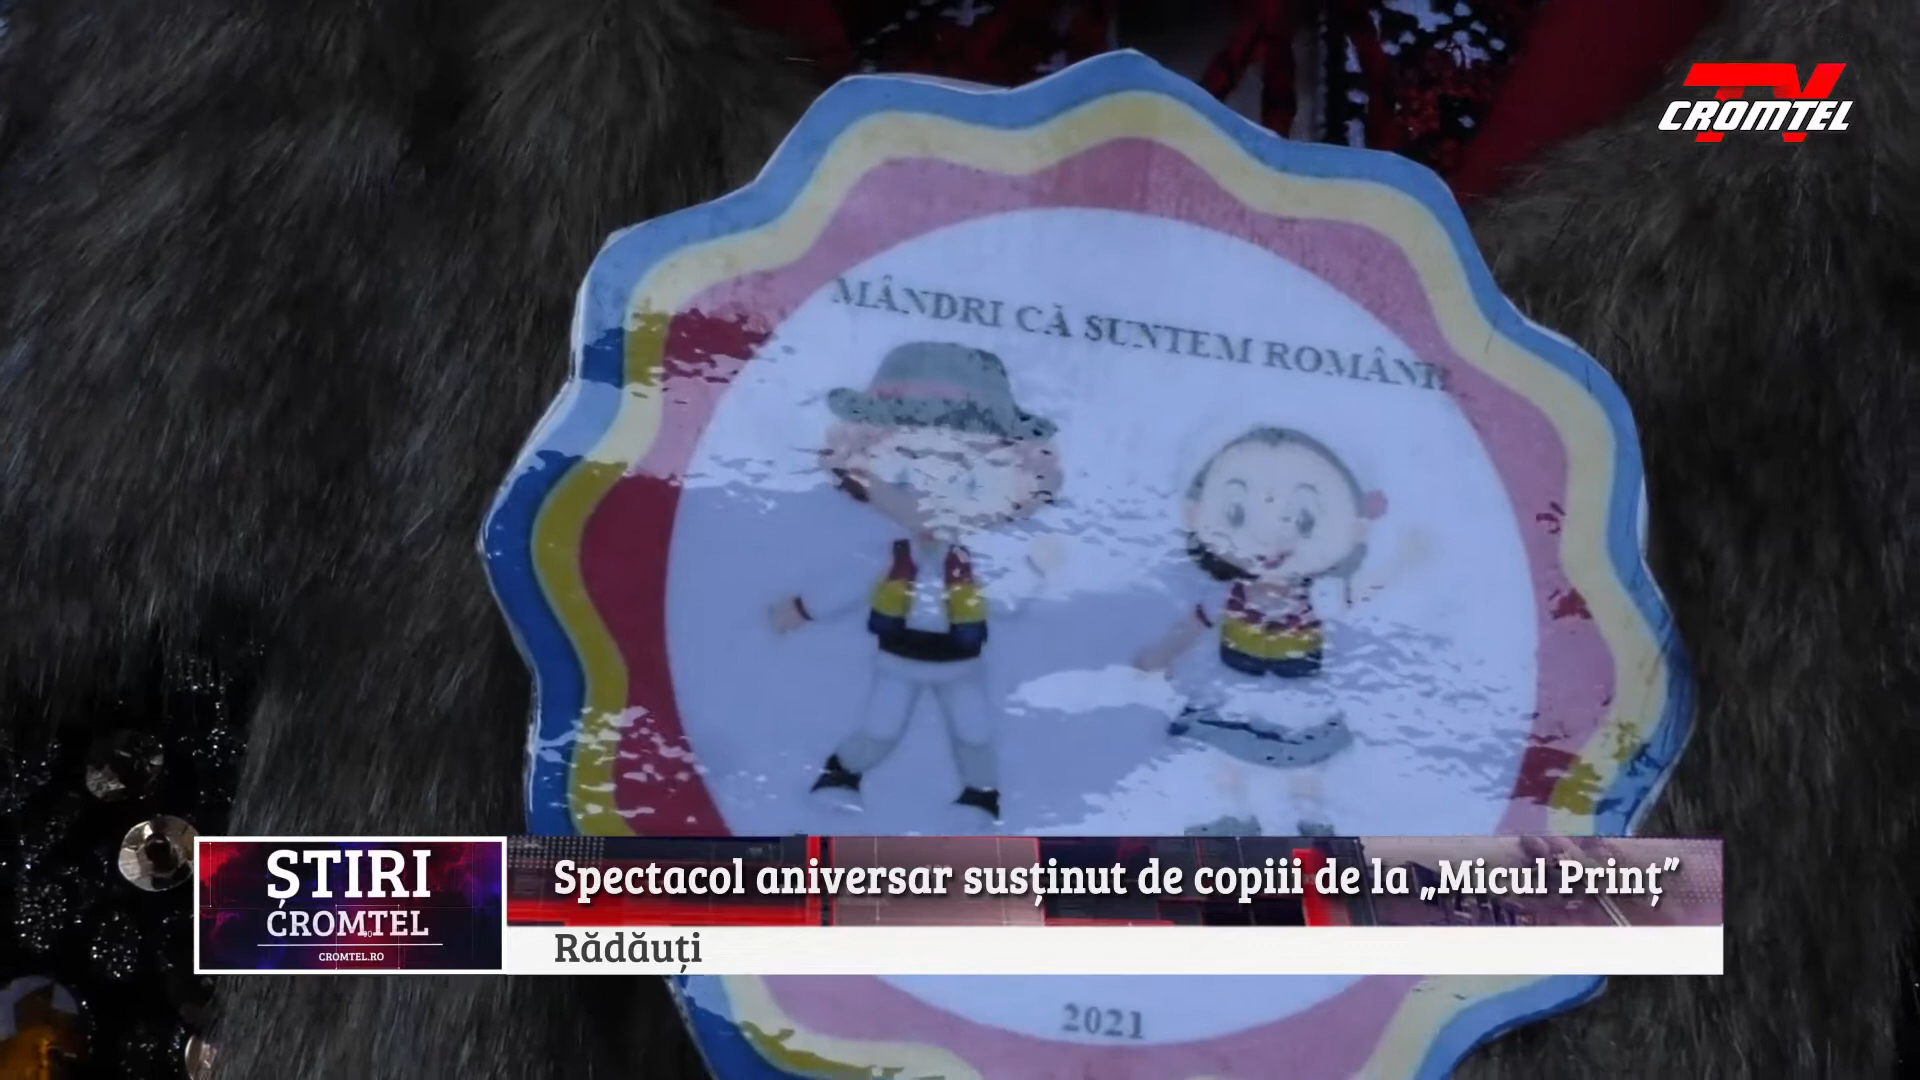 TV
CROMTEL
MÂNDRI CĂ SUNTEM ROMÂNI!
ȘTIRI
CROMTEL
CROMTEL.RO
Spectacol aniversar susținut de copiii de la „Micul Prinț”
Rădăuți
2021